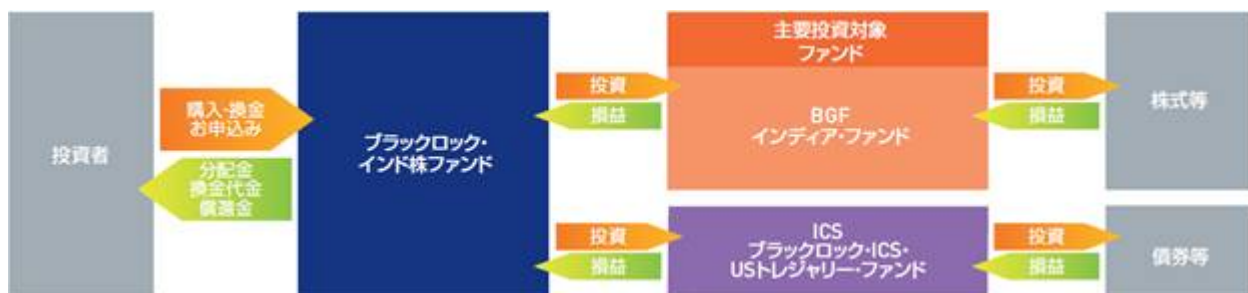 投資者
購入・換金
お申込み
分配金
換金代金
償還金
ブラックロック・
インド株ファンド
投資
損益
主要投資対象
ファンド
BGF
インディア・ファンド
投資
損益
株式等
投資
損益
ICS
ブラックロック・ICS・
USトレジャリー・ファンド
投資
損益
債券等